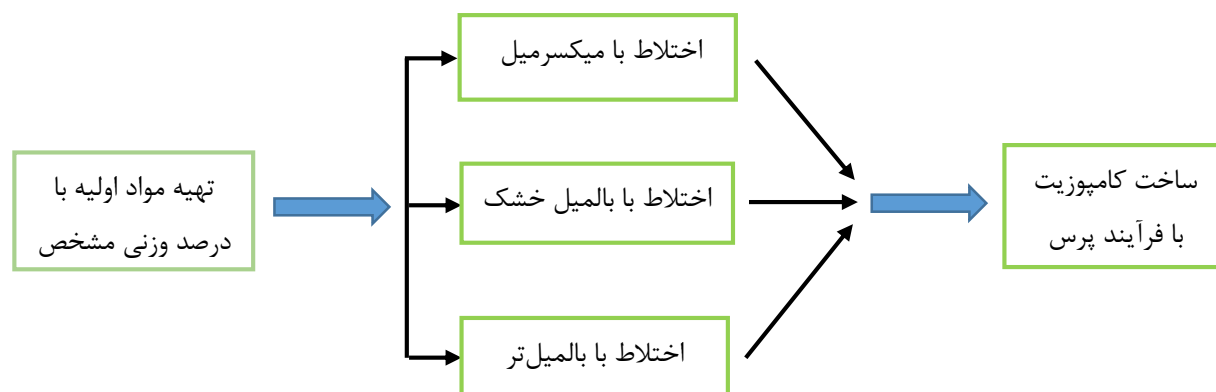 تهیه مواد اولیه با
درصد وزنی مشخص
اختلاط با میکسرمیل
اختلاط با بالمیل خشک
اختلاط با بالمیل‌تر
ساخت کامپوزیت
با فرآیند پرس